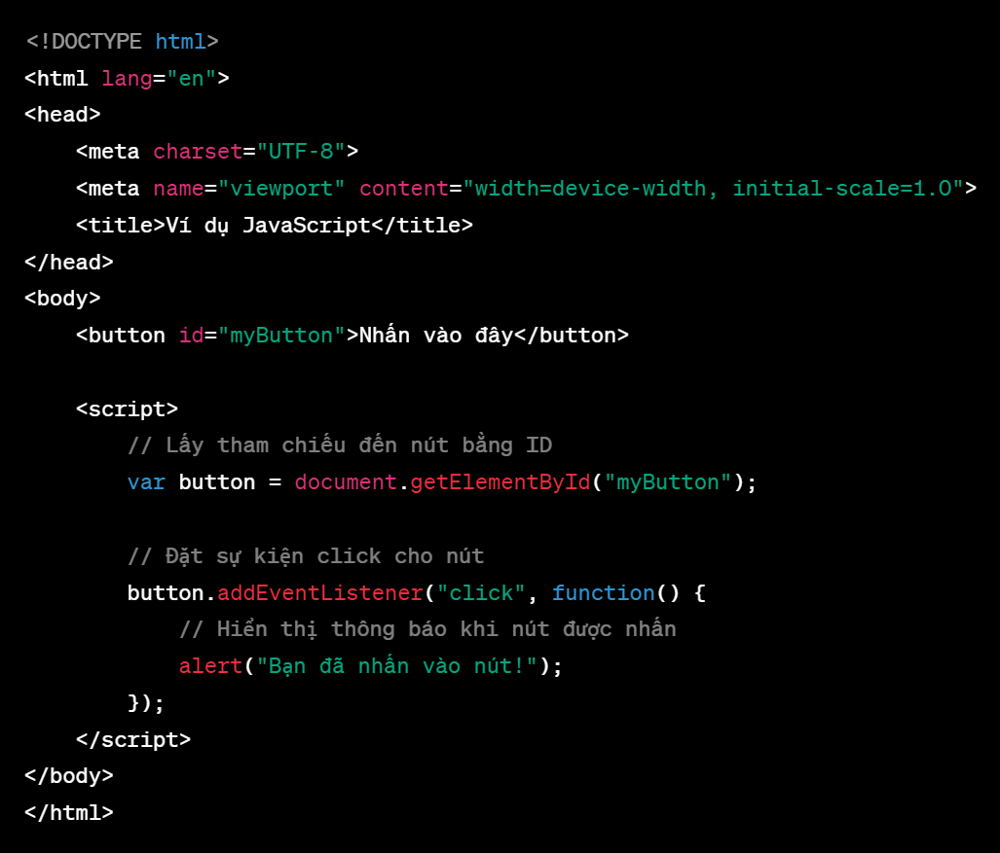 <!DOCTYPE html>
<html lang="en">
<head>
    <meta charset="UTF-8">
    <meta name="viewport" content="width=device-width, initial-scale=1.0">
    <title>Ví dụ JavaScript</title>
</head>
<body>
    <button id="myButton">Nhấn vào đây</button>

    <script>
        // Lấy tham chiếu đến nút bằng ID
        var button = document.getElementById("myButton");

        // Đặt sự kiện click cho nút
        button.addEventListener("click", function() {
            // Hiển thị thông báo khi nút được nhấn
            alert("Bạn đã nhấn vào nút!");
        });
    </script>
</body>
</html>